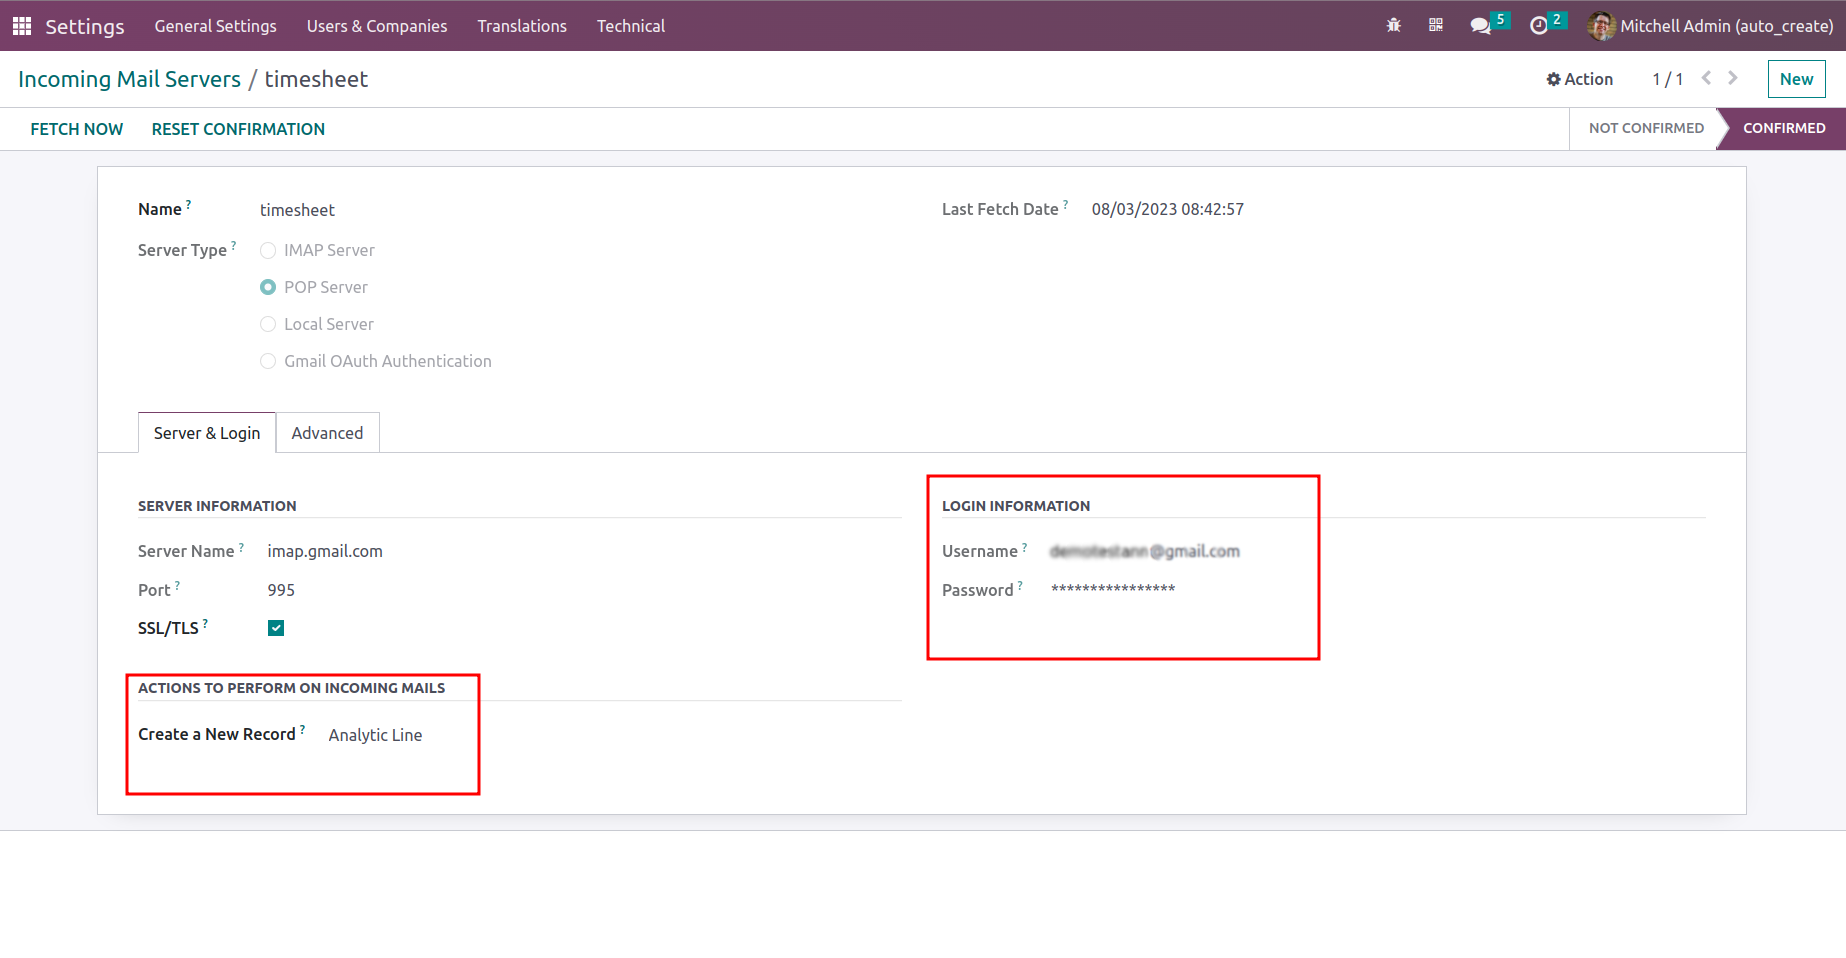 Settings General Settings Users & Companies Translations Technical 5 2 Mitchell Admin (auto_create)
Incoming Mail Servers / timesheet Action 1 / 1 New
FETCH NOW RESET CONFIRMATION NOT CONFIRMED CONFIRMED
Name ? timesheet Last Fetch Date ? 08/03/2023 08:42:57
Server Type ? IMAP Server
POP Server
Local Server
Gmail OAuth Authentication
Server & Login Advanced
SERVER INFORMATION LOGIN INFORMATION
Server Name ? imap.gmail.com Username ? @gmail.com
Port ? 995 Password ? ****************
SSL/TLS ?
ACTIONS TO PERFORM ON INCOMING MAILS
Create a New Record ? Analytic Line